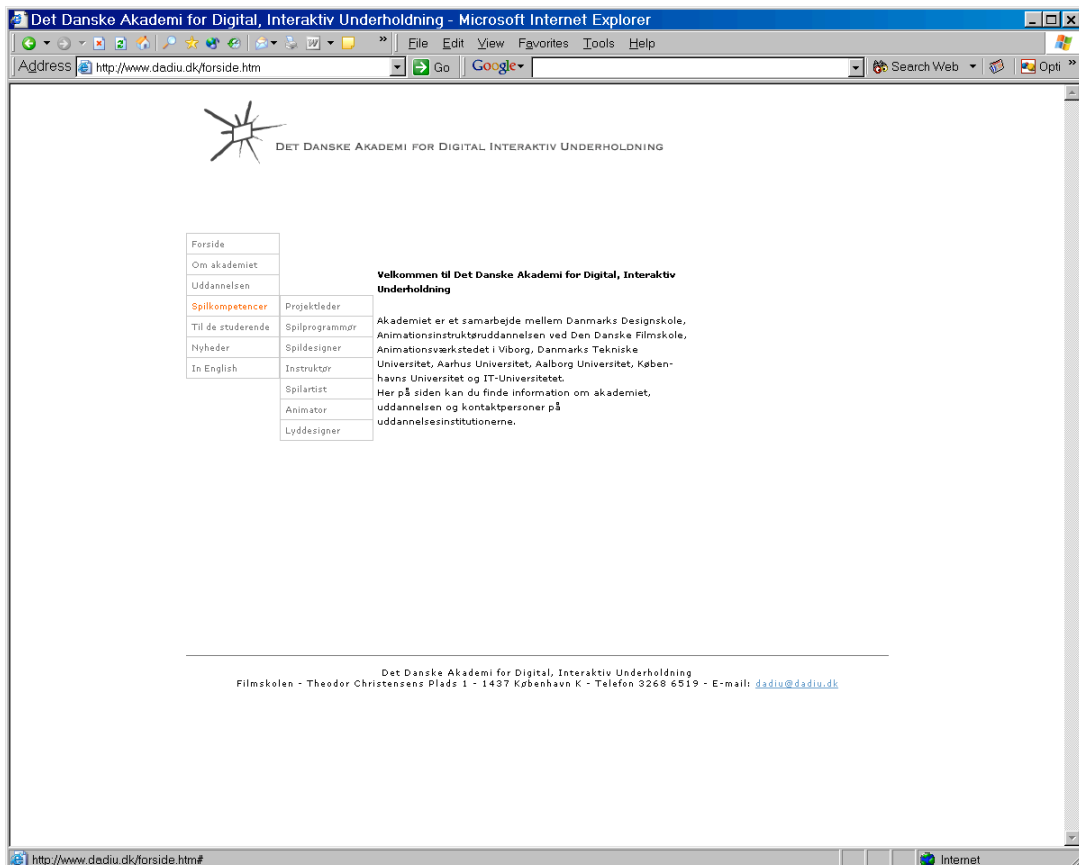 Det Danske Akademi for Digital, Interaktiv Underholdning - Microsoft Internet Explorer
» File Edit View Favorites Tools Help
Address http://www.dadiu.dk/forside.htm Go Google Search Web Opti »
DET DANSKE AKADEMI FOR DIGITAL INTERAKTIV UNDERHOLDNING
Forside
Om akademiet
Uddannelsen
Spilkompetencer
Til de studerende
Nyheder
In English
Projektleder
Spilprogrammør
Spildesigner
Instruktør
Spilartist
Animator
Lyddesigner
Velkommen til Det Danske Akademi for Digital, Interaktiv
Underholdning
Akademiet er et samarbejde mellem Danmarks Designskole,
Animationsinstruktøruddannelsen ved Den Danske Filmskole,
Animationsværkstedet i Viborg, Danmarks Tekniske
Universitet, Aarhus Universitet, Aalborg Universitet, Køben-
havns Universitet og IT-Universitetet.
Her på siden kan du finde information om akademiet,
uddannelsen og kontaktpersoner på
uddannelsesinstitutionerne.
Det Danske Akademi for Digital, Interaktiv Underholdning
Filmskolen - Theodor Christensens Plads 1 - 1437 København K - Telefon 3268 6519 - E-mail: dadiu@dadiu.dk
http://www.dadiu.dk/forside.htm# Internet